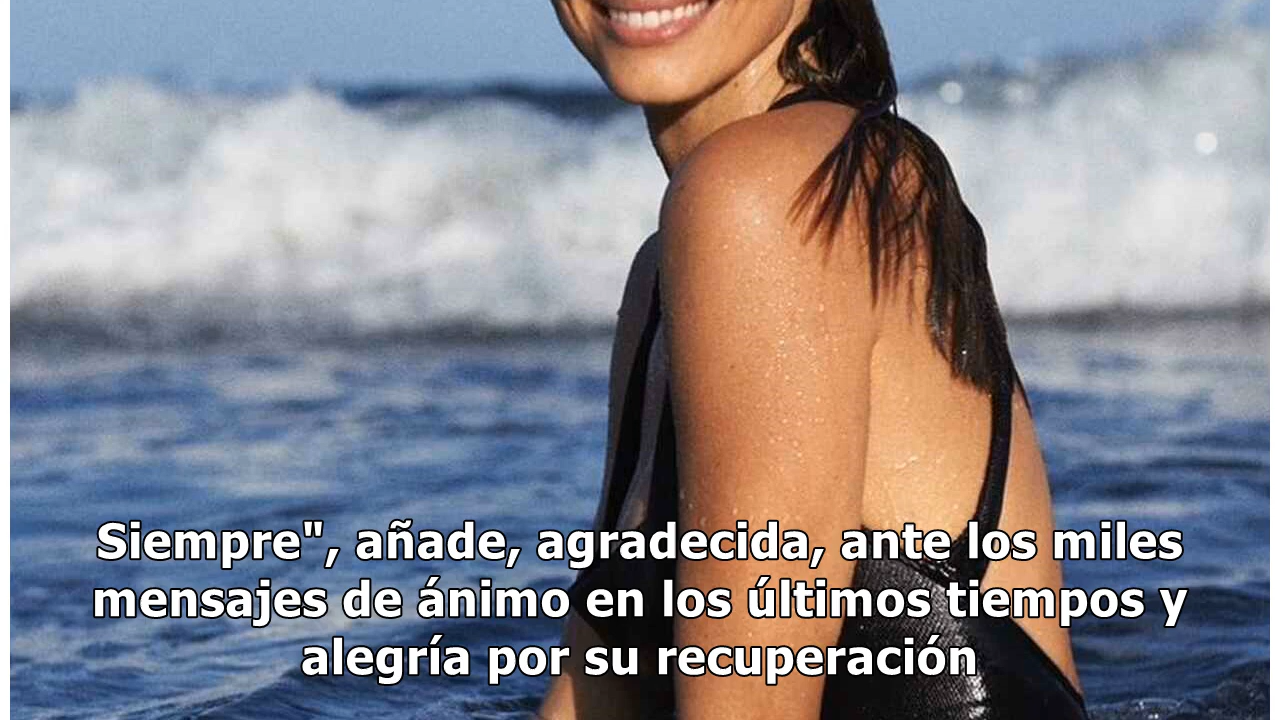 Siempre", añade, agradecida, ante los miles
mensajes de ánimo en los últimos tiempos y
alegría por su recuperación